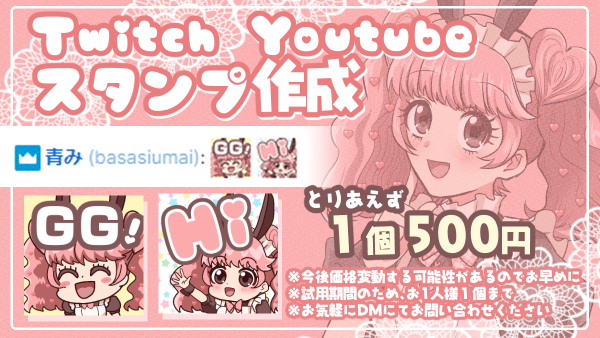 Twitch Youtube
スタンプ作成
青み (basasiumai): GG! Hi
GG! Hi
とりあえず
1個500円
※今後価格変動する可能性があるのでお早めに
※試用期間のため、お1人様1個まで
※お気軽にDMにてお問い合わせください